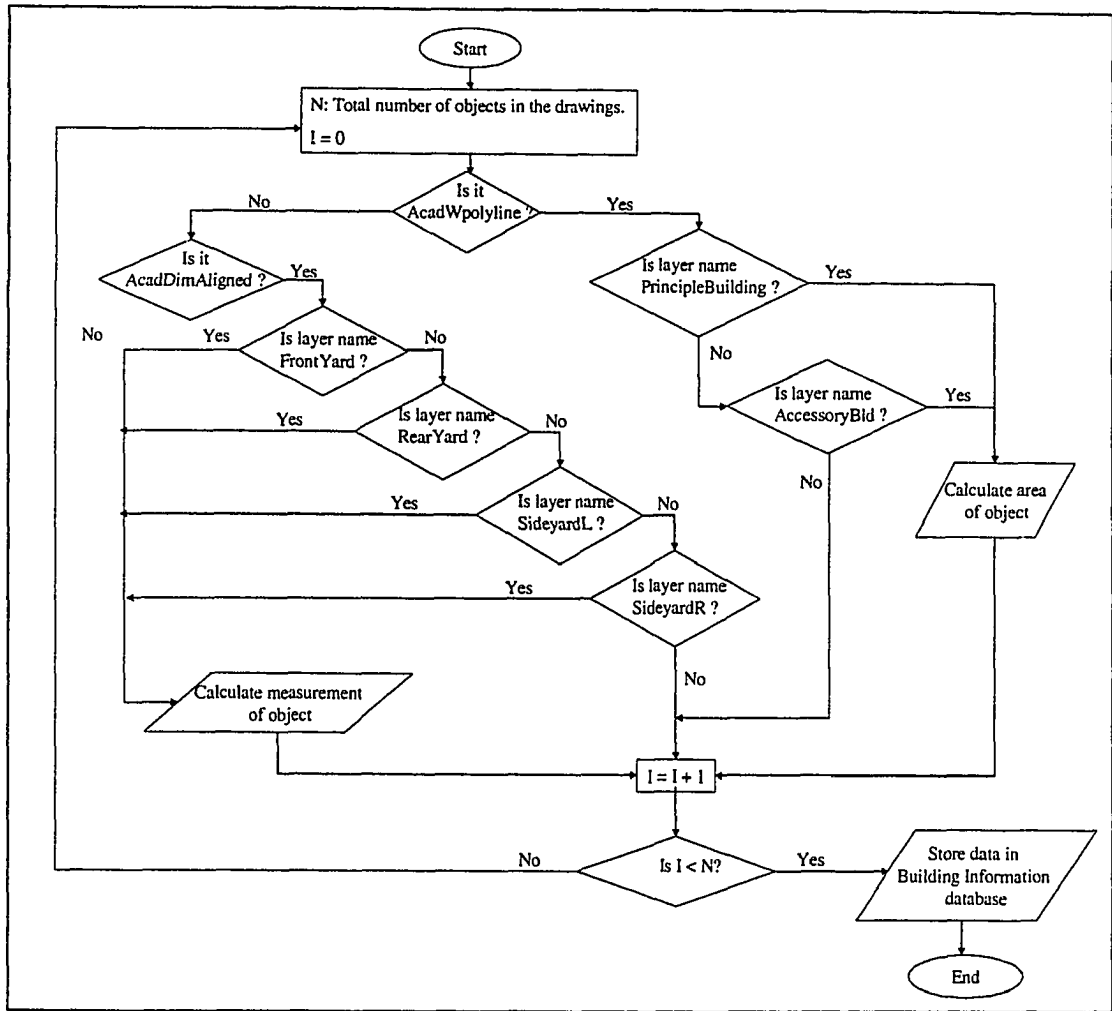 Start
N: Total number of objects in the drawings.
I = 0
Is it
AcadWpolyline ?
No
Yes
Is it
AcadDimAligned ?
Yes
No
Is layer name
PrincipleBuilding ?
Yes
No
Is layer name
FrontYard ?
Yes
No
Is layer name
AccessoryBld ?
Yes
No
Is layer name
RearYard ?
Yes
No
Is layer name
SideyardL ?
Yes
No
Calculate area
of object
Is layer name
SideyardR ?
Yes
No
Calculate measurement
of object
I = I + 1
Is I < N?
No
Yes
Store data in
Building Information
database
End